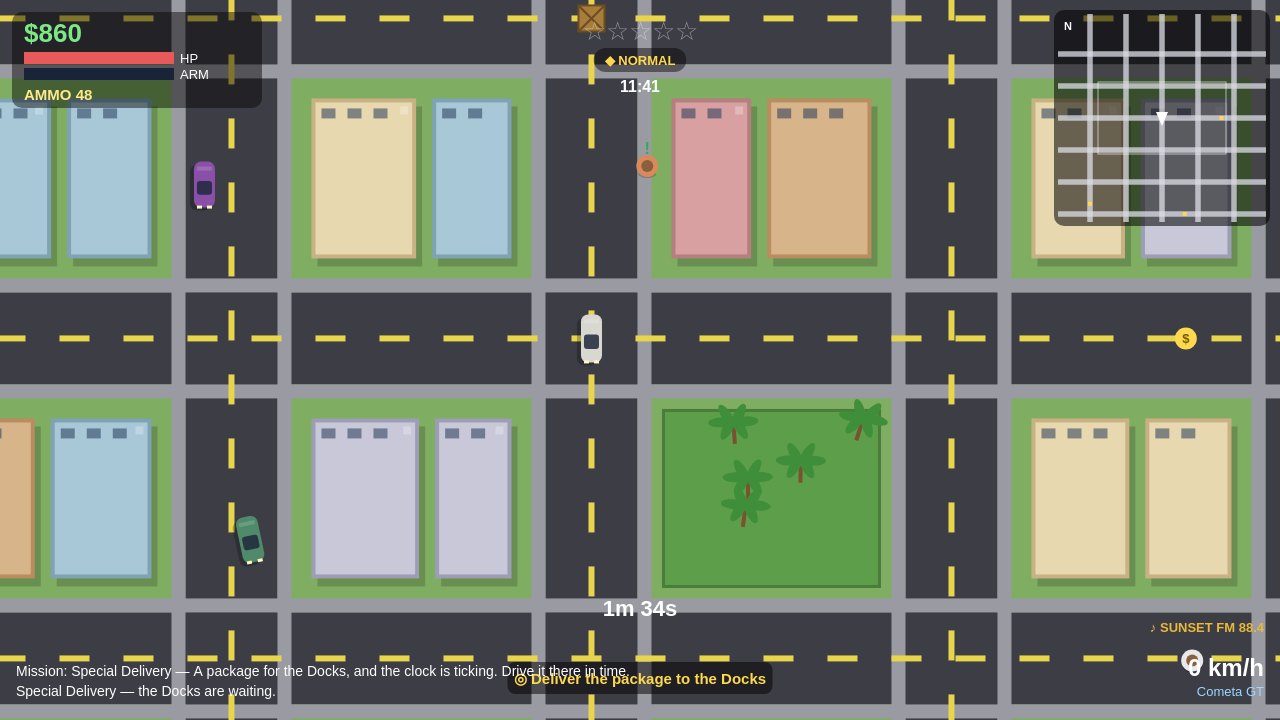 $860
HP
ARM
AMMO 48
☆☆☆☆☆
◆ NORMAL
11:41
N
!
$
1m 34s
♪ SUNSET FM 88.4
Mission: Special Delivery — A package for the Docks, and the clock is ticking. Drive it there in time.
Special Delivery — the Docks are waiting.
◎ Deliver the package to the Docks
0 km/h
Cometa GT